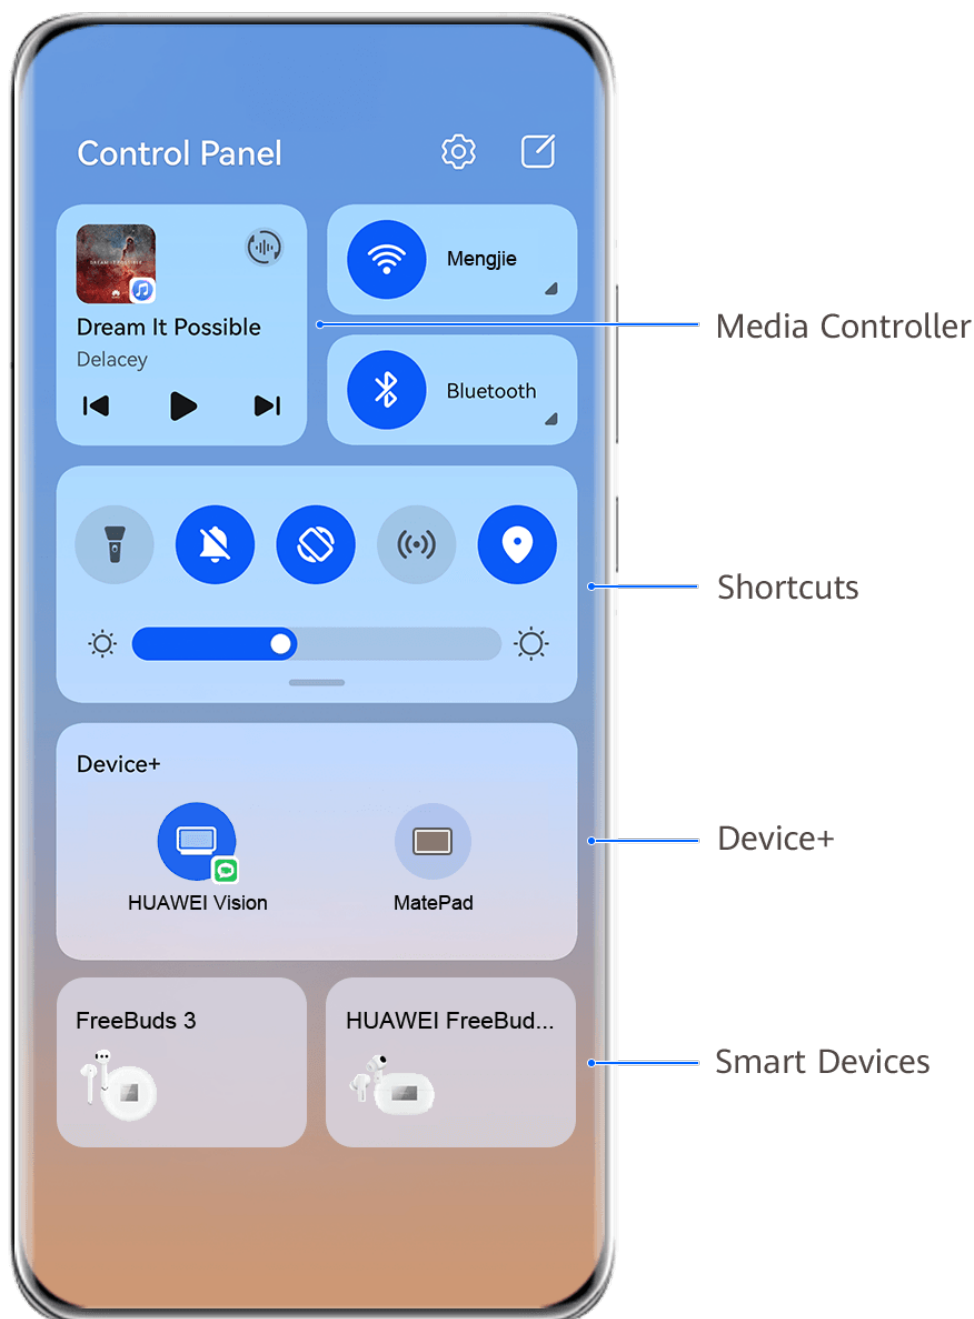 Control Panel
Dream It Possible
Delacey
Mengjie
Bluetooth
Media Controller
Shortcuts
Device+
HUAWEI Vision
MatePad
Device+
FreeBuds 3
HUAWEI FreeBud...
Smart Devices